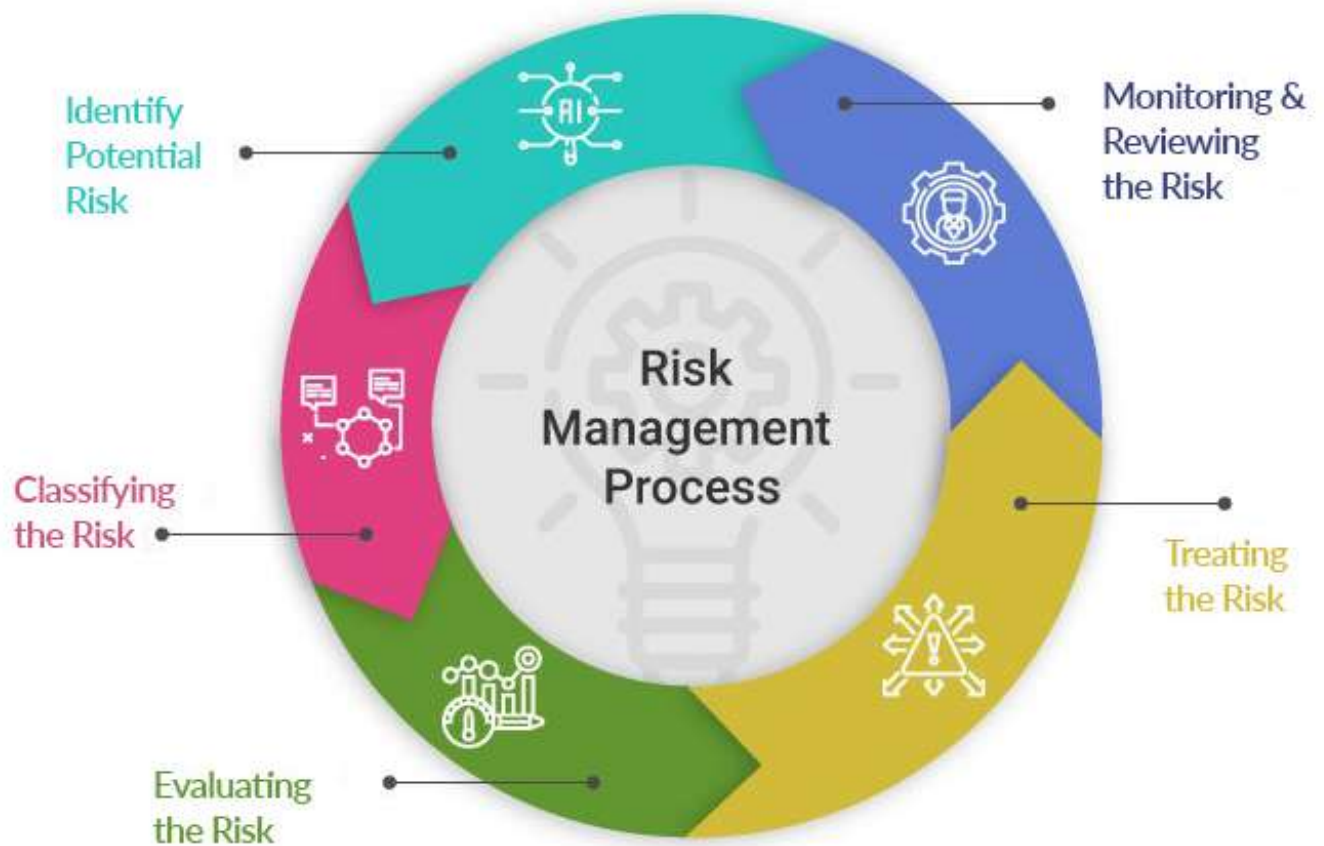 Identify
Potential
Risk
AI
Monitoring &
Reviewing
the Risk
Risk
Management
Process
Classifying
the Risk
Treating
the Risk
Evaluating
the Risk